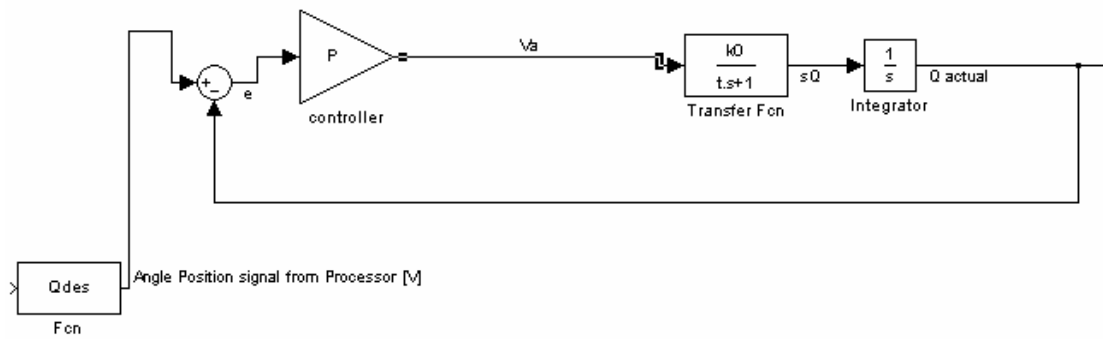 P
controller
+
-
e
Va
k0
t.s+1
Transfer Fcn
sQ
1
s
Integrator
Q actual
Qdes
Fcn
Angle Position signal from Processor [V]